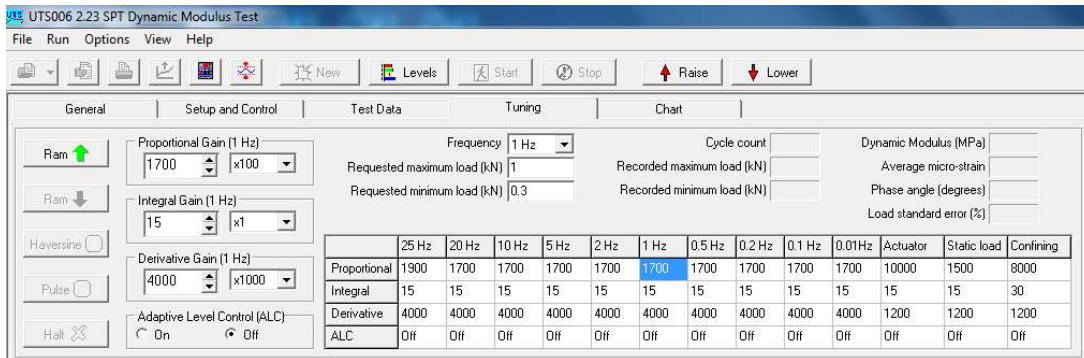 UTS006 2.23 SPT Dynamic Modulus Test
File Run Options View Help
New Levels Start Stop Raise Lower
General Setup and Control Test Data Tuning Chart
Ram
Ram
Haversine
Pulse
Halt
Proportional Gain (1 Hz)
1700 x100
Integral Gain (1 Hz)
15 x1
Derivative Gain (1 Hz)
4000 x1000
Adaptive Level Control (ALC)
On Off
Frequency 1 Hz
Requested maximum load (kN) 1
Requested minimum load (kN) 0.3
Cycle count
Recorded maximum load (kN)
Recorded minimum load (kN)
Dynamic Modulus (MPa)
Average micro-strain
Phase angle (degrees)
Load standard error (%)
25 Hz 20 Hz 10 Hz 5 Hz 2 Hz 1 Hz 0.5 Hz 0.2 Hz 0.1 Hz 0.01Hz Actuator Static load Confining
Proportional 1900 1700 1700 1700 1700 1700 1700 1700 1700 1700 10000 1500 8000
Integral 15 15 15 15 15 15 15 15 15 15 15 15 30
Derivative 4000 4000 4000 4000 4000 4000 4000 4000 4000 4000 1200 1200 1200
ALC Off Off Off Off Off Off Off Off Off Off Off Off Off